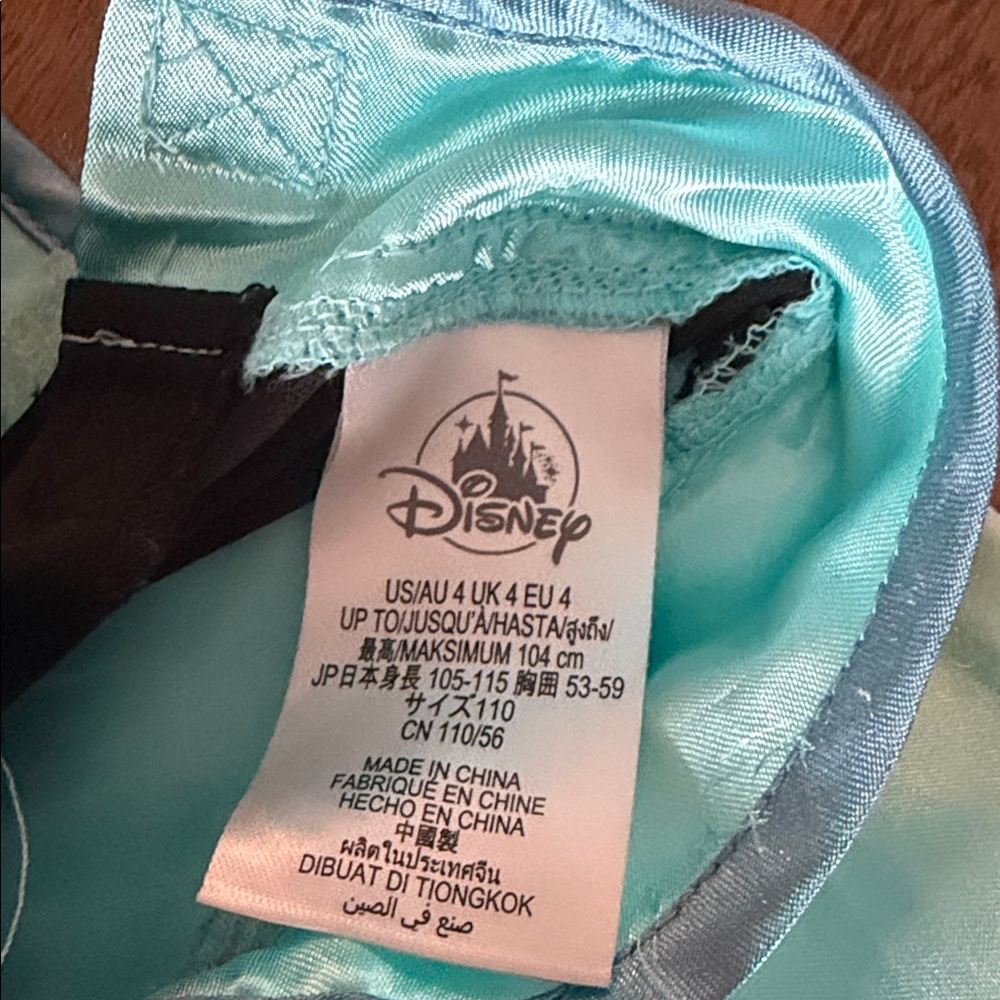 DISNEY
US/AU 4 UK 4 EU 4
UP TO/JUSQU'À/HASTA/สูงถึง/
最高/MAKSIMUM 104 cm
JP日本身長 105-115 胸囲 53-59
サイズ110
CN 110/56
MADE IN CHINA
FABRIQUÉ EN CHINE
HECHO EN CHINA
中國製
ผลิตในประเทศจีน
DIBUAT DI TIONGKOK
صنع في الصين